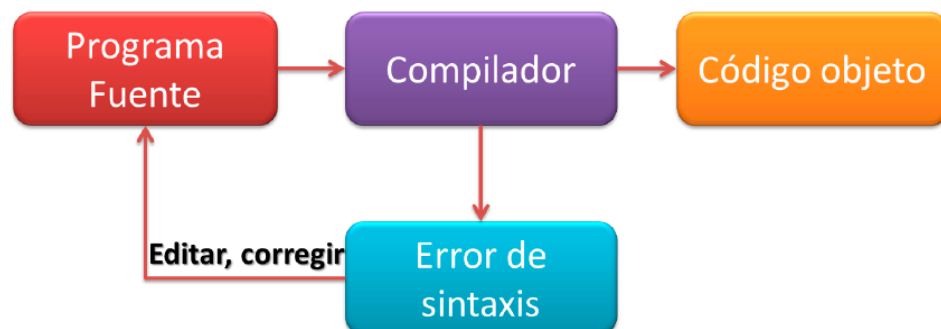 Programa
Fuente
Compilador
Código objeto
Editar, corregir
Error de
sintaxis